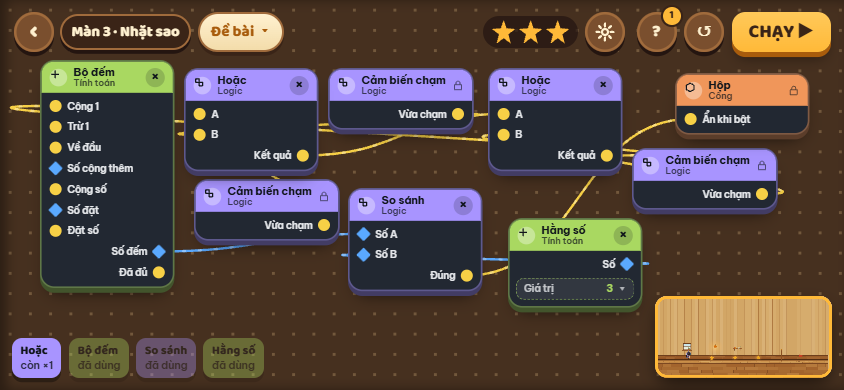 Màn 3 · Nhặt sao
Đề bài
?
1
CHẠY
Bộ đếm
Tính toán
Cộng 1
Trừ 1
Về đầu
Số cộng thêm
Cộng số
Số đặt
Đặt số
Số đếm
Đã đủ
Hoặc
Logic
A
B
Kết quả
Cảm biến chạm
Logic
Vừa chạm
Hoặc
Logic
A
B
Kết quả
Hộp
Cổng
Ẩn khi bật
Cảm biến chạm
Logic
Vừa chạm
Cảm biến chạm
Logic
Vừa chạm
So sánh
Logic
Số A
Số B
Đúng
Hằng số
Tính toán
Số
Giá trị 3
Hoặc
còn ×1
Bộ đếm
đã dùng
So sánh
đã dùng
Hằng số
đã dùng